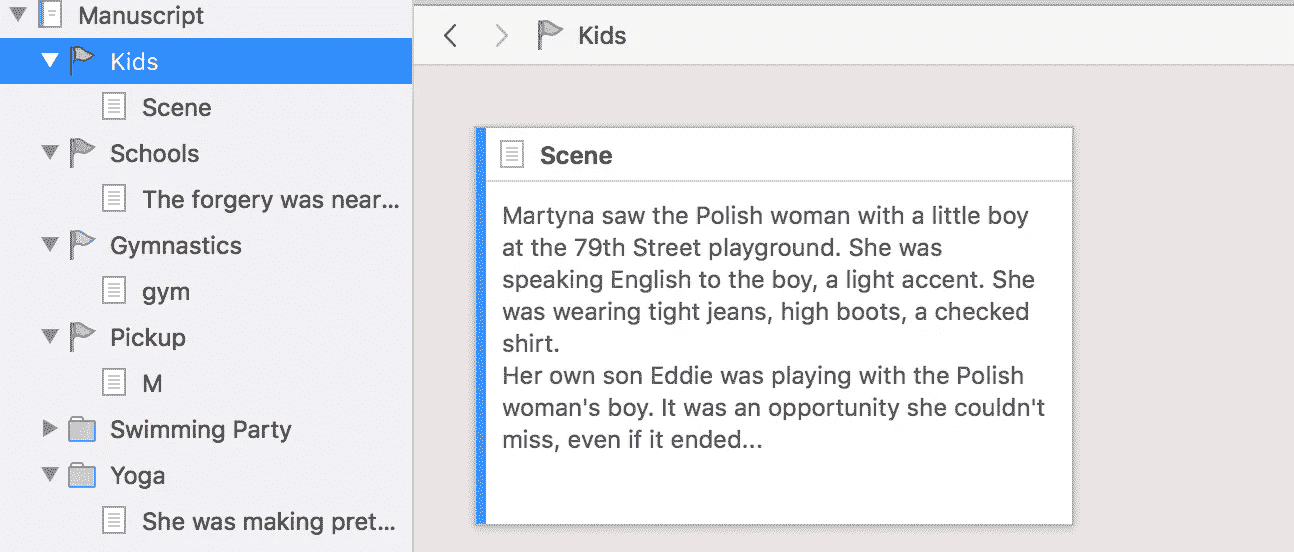 Manuscript
Kids
Scene
Schools
The forgery was near...
Gymnastics
gym
Pickup
M
Swimming Party
Yoga
She was making pret...
Kids
Scene
Martyna saw the Polish woman with a little boy
at the 79th Street playground. She was
speaking English to the boy, a light accent. She
was wearing tight jeans, high boots, a checked
shirt.
Her own son Eddie was playing with the Polish
woman's boy. It was an opportunity she couldn't
miss, even if it ended...